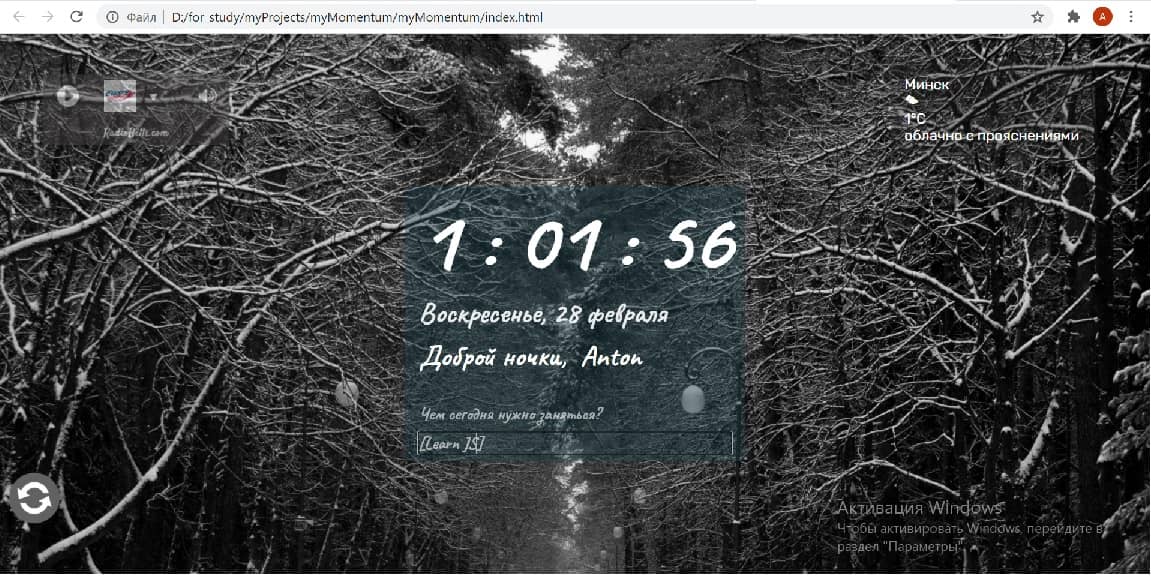 Файл D:/for study/myProjects/myMomentum/myMomentum/index.html
A
RadioHeart.com
Минск
1°C
облачно с прояснениями
1 : 01 : 56
Воскресенье, 28 февраля
Доброй ночки, Anton
Чем сегодня нужно заняться?
[Learn JS]
Активация Windows
Чтобы активировать Windows, перейдите в
раздел "Параметры".